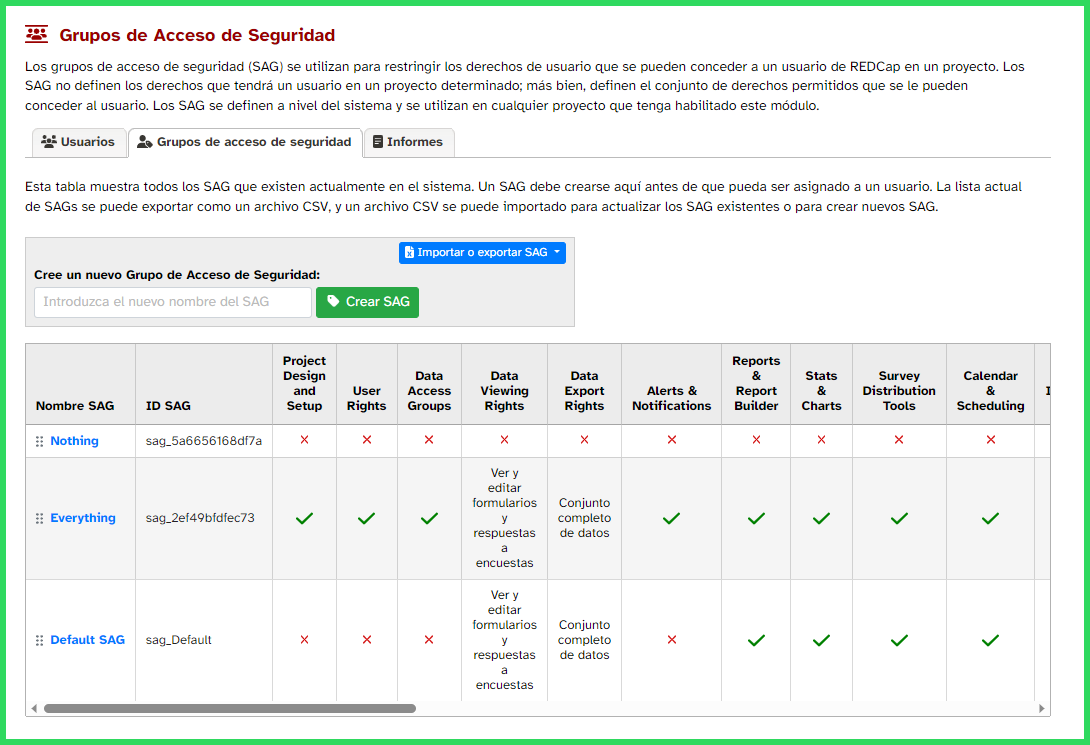 Grupos de Acceso de Seguridad
Los grupos de acceso de seguridad (SAG) se utilizan para restringir los derechos de usuario que se pueden conceder a un usuario de REDCap en un proyecto. Los
SAG no definen los derechos que tendrá un usuario en un proyecto determinado; más bien, definen el conjunto de derechos permitidos que se le pueden
conceder al usuario. Los SAG se definen a nivel del sistema y se utilizan en cualquier proyecto que tenga habilitado este módulo.
Usuarios
Grupos de acceso de seguridad
Informes
Esta tabla muestra todos los SAG que existen actualmente en el sistema. Un SAG debe crearse aquí antes de que pueda ser asignado a un usuario. La lista actual
de SAGs se puede exportar como un archivo CSV, y un archivo CSV se puede importado para actualizar los SAG existentes o para crear nuevos SAG.
Importar o exportar SAG
Cree un nuevo Grupo de Acceso de Seguridad:
Introduzca el nuevo nombre del SAG
Crear SAG
Nombre SAG
ID SAG
Project
Design
and
Setup
User
Rights
Data
Access
Groups
Data
Viewing
Rights
Data
Export
Rights
Alerts &
Notifications
Reports
&
Report
Builder
Stats
&
Charts
Survey
Distribution
Tools
Calendar
&
Scheduling
Nothing
sag_5a6656168df7a
Everything
sag_2ef49bfdfec73
Ver y
editar
formularios
y
respuestas
a
encuestas
Conjunto
completo
de datos
Default SAG
sag_Default
Ver y
editar
formularios
y
respuestas
a
encuestas
Conjunto
completo
de datos